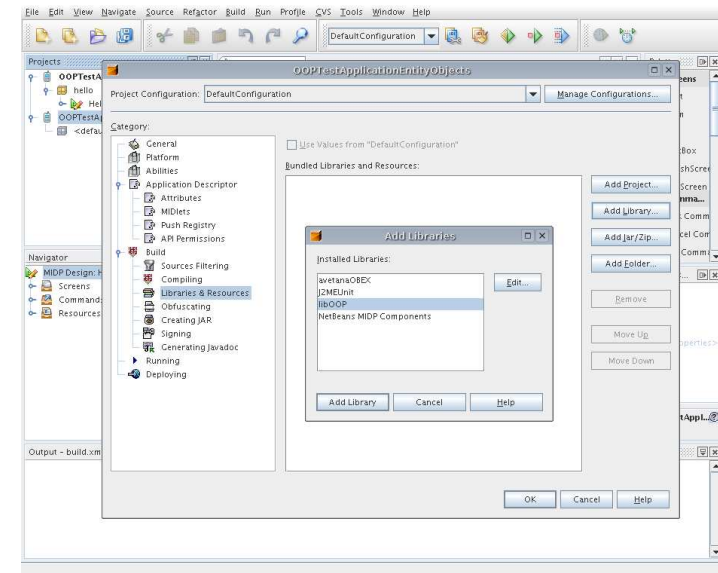 File Edit View Navigate Source Refactor Build Run Profile CVS Tools Window Help
DefaultConfiguration
Projects
OOPTestA
hello
Hel
OOPTestAp
<defau
Navigator
MIDP Design: H
Screens
Command
Resources
Output - build.xm
OOPTestApplicationEntityObjects
Project Configuration: DefaultConfiguration
Manage Configurations...
Category:
General
Platform
Abilities
Application Descriptor
Attributes
MIDlets
Push Registry
API Permissions
Build
Sources Filtering
Compiling
Libraries & Resources
Obfuscating
Creating JAR
Signing
Generating Javadoc
Running
Deploying
Use Values from "DefaultConfiguration"
Bundled Libraries and Resources:
Add Project...
Add Library...
Add Jar/Zip...
Add Folder...
Remove
Move Up
Move Down
Add Libraries
Installed Libraries:
avetanaOBEX
J2MEUnit
libOOP
NetBeans MIDP Components
Edit...
Add Library Cancel Help
OK Cancel Help